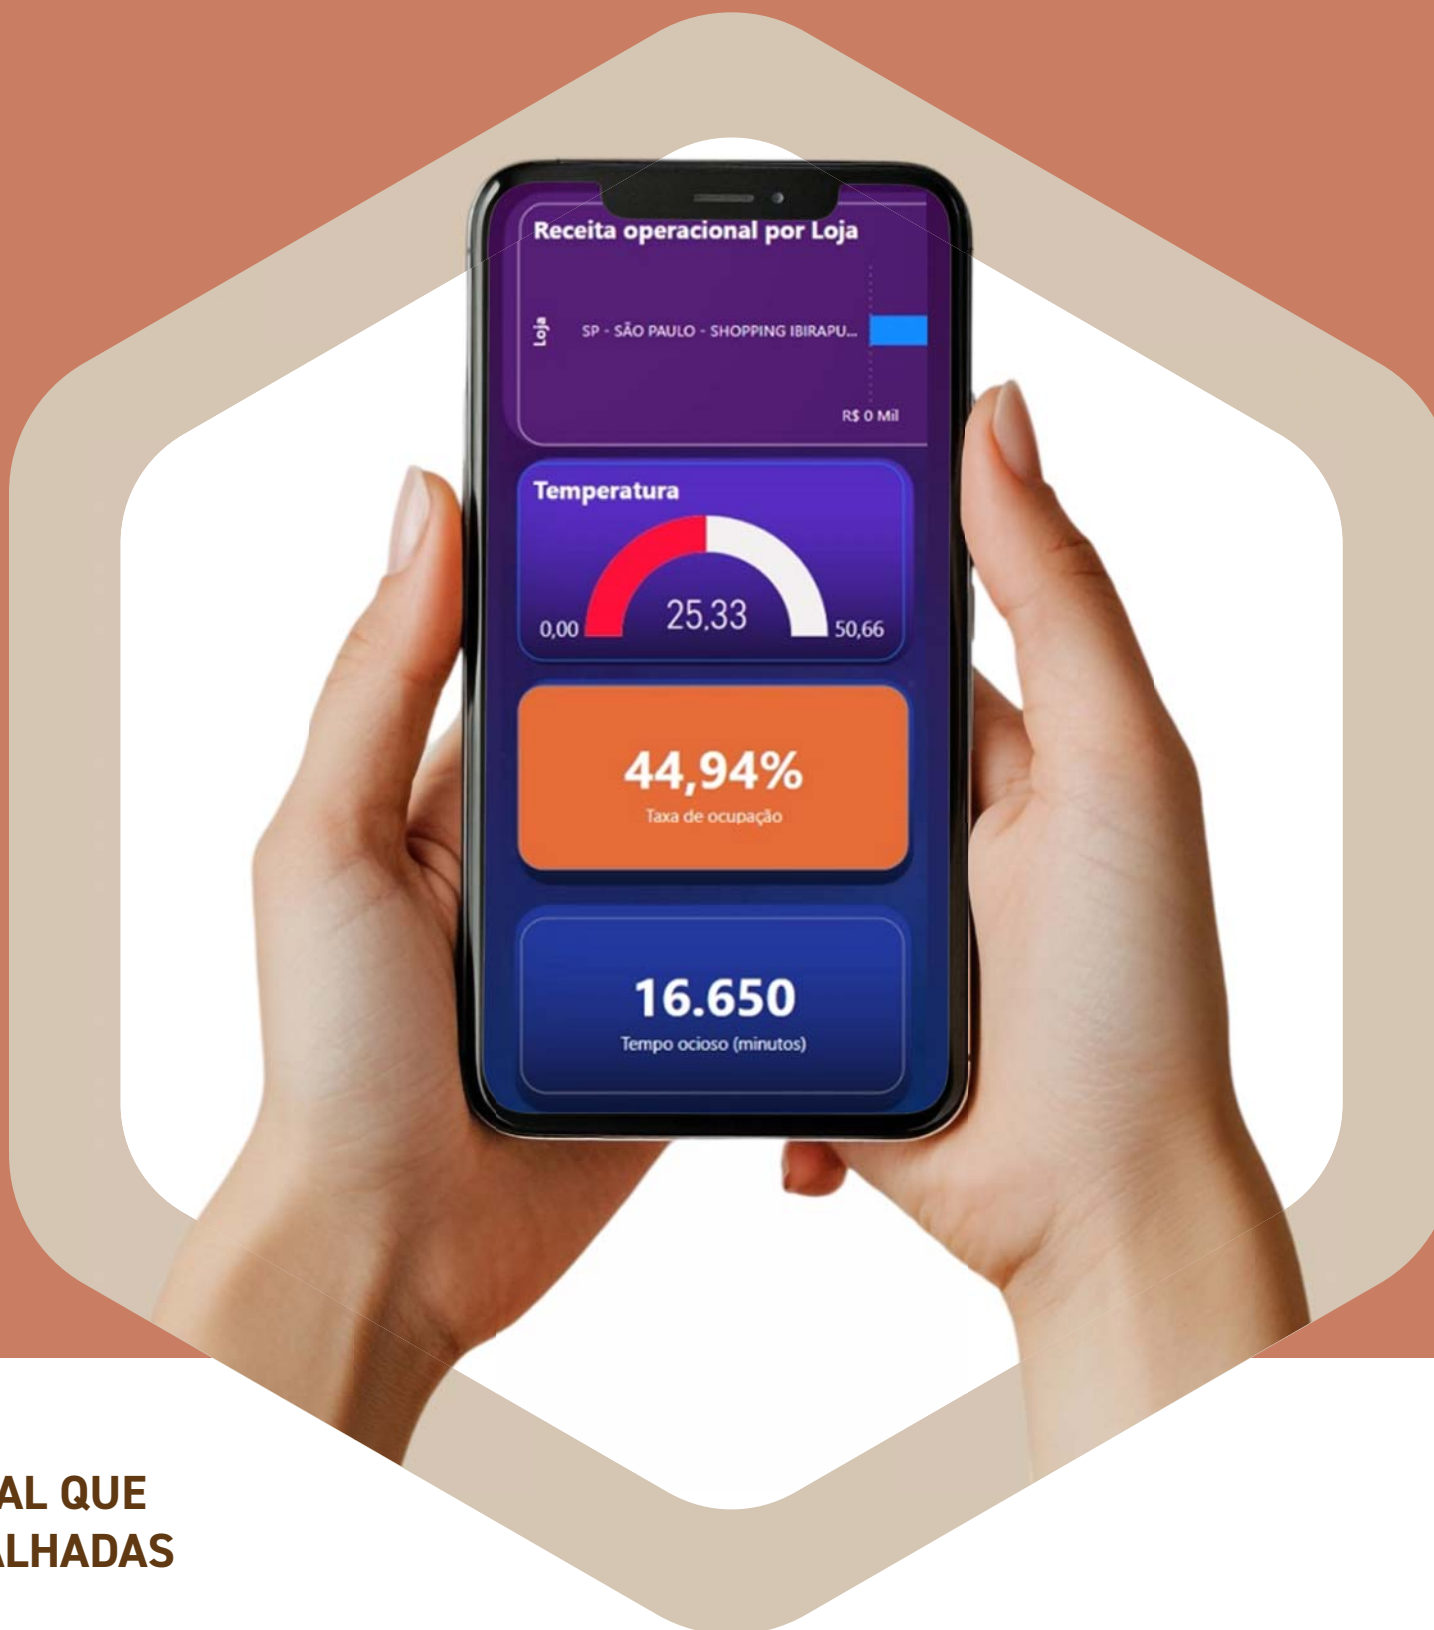 Receita operacional por Loja
Loja
SP - SÃO PAULO - SHOPPING IBIRAPU...
R$ 0 Mil
Temperatura
25,33
0,00
50,66
44,94%
Taxa de ocupação
16.650
Tempo ocioso (minutos)
AL QUE
ALHADAS